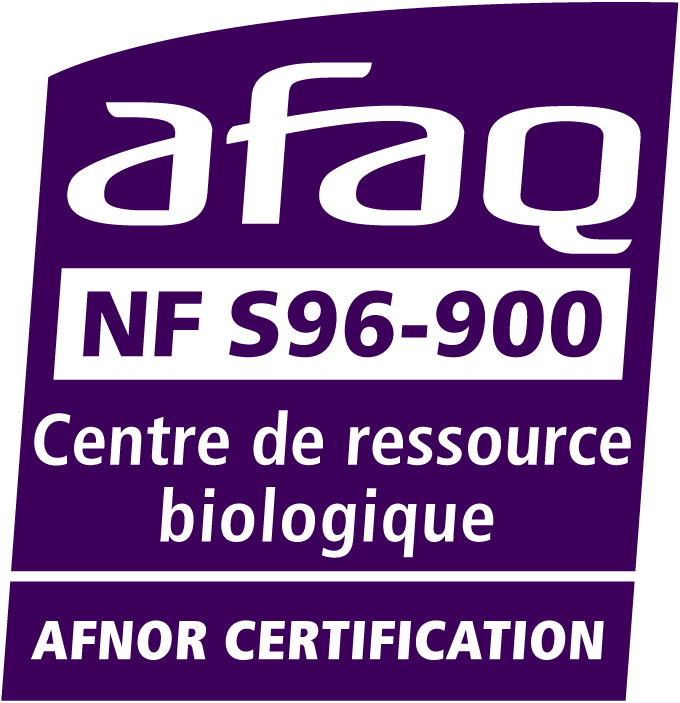 afaq
NF S96-900
Centre de ressource
biologique
AFNOR CERTIFICATION